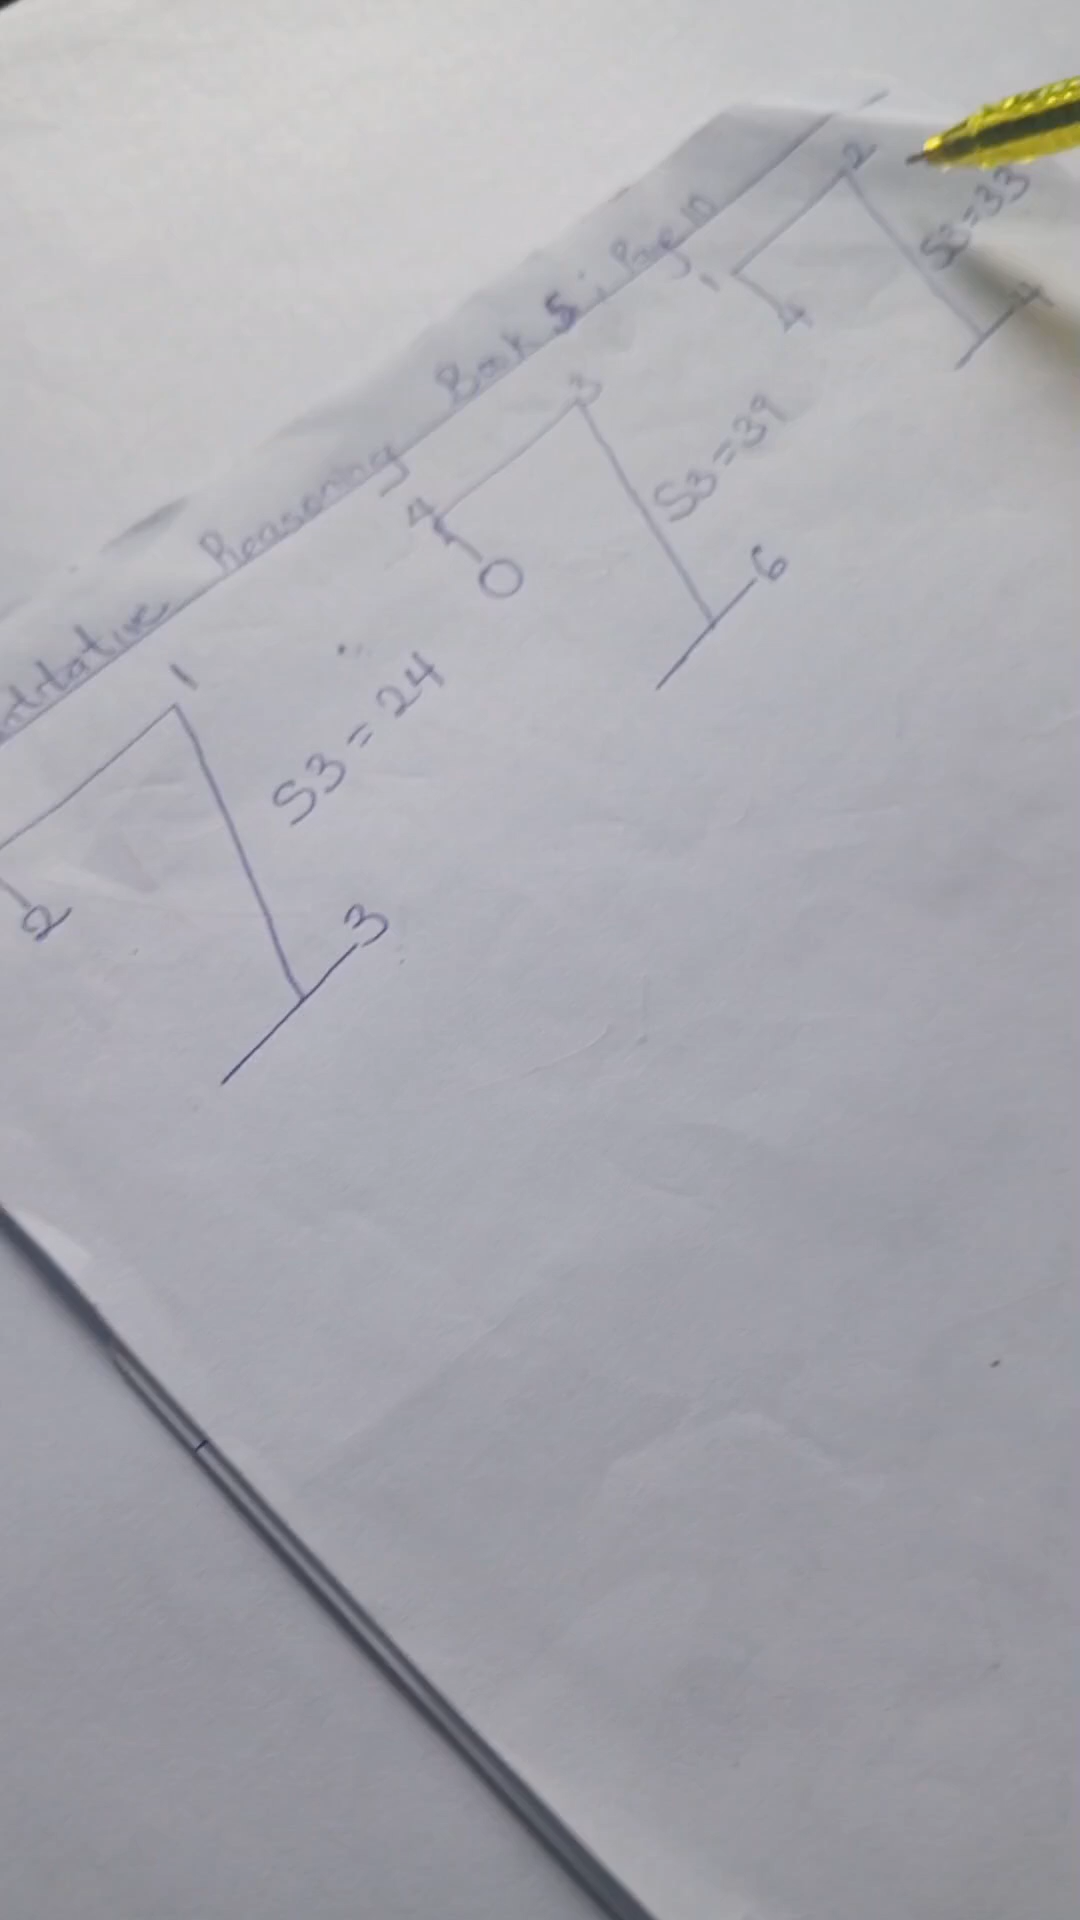 ntitative Reasoning Book 5; Page 10
1
2
S3 = 24
3
3
4
0
S3 = 39
6
2
1
4
S3 = 33
4